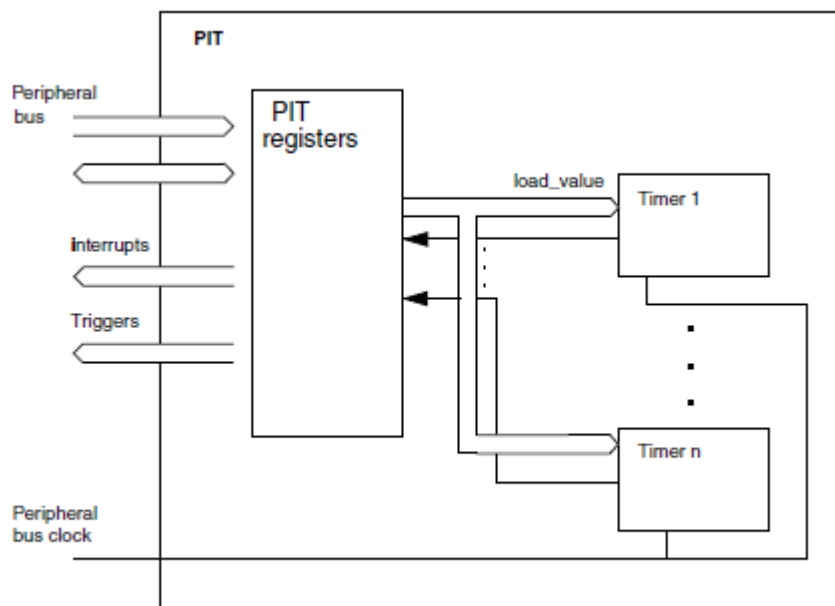 PIT
Peripheral
bus
PIT
registers
load_value
Timer 1
interrupts
Triggers
Timer n
Peripheral
bus clock